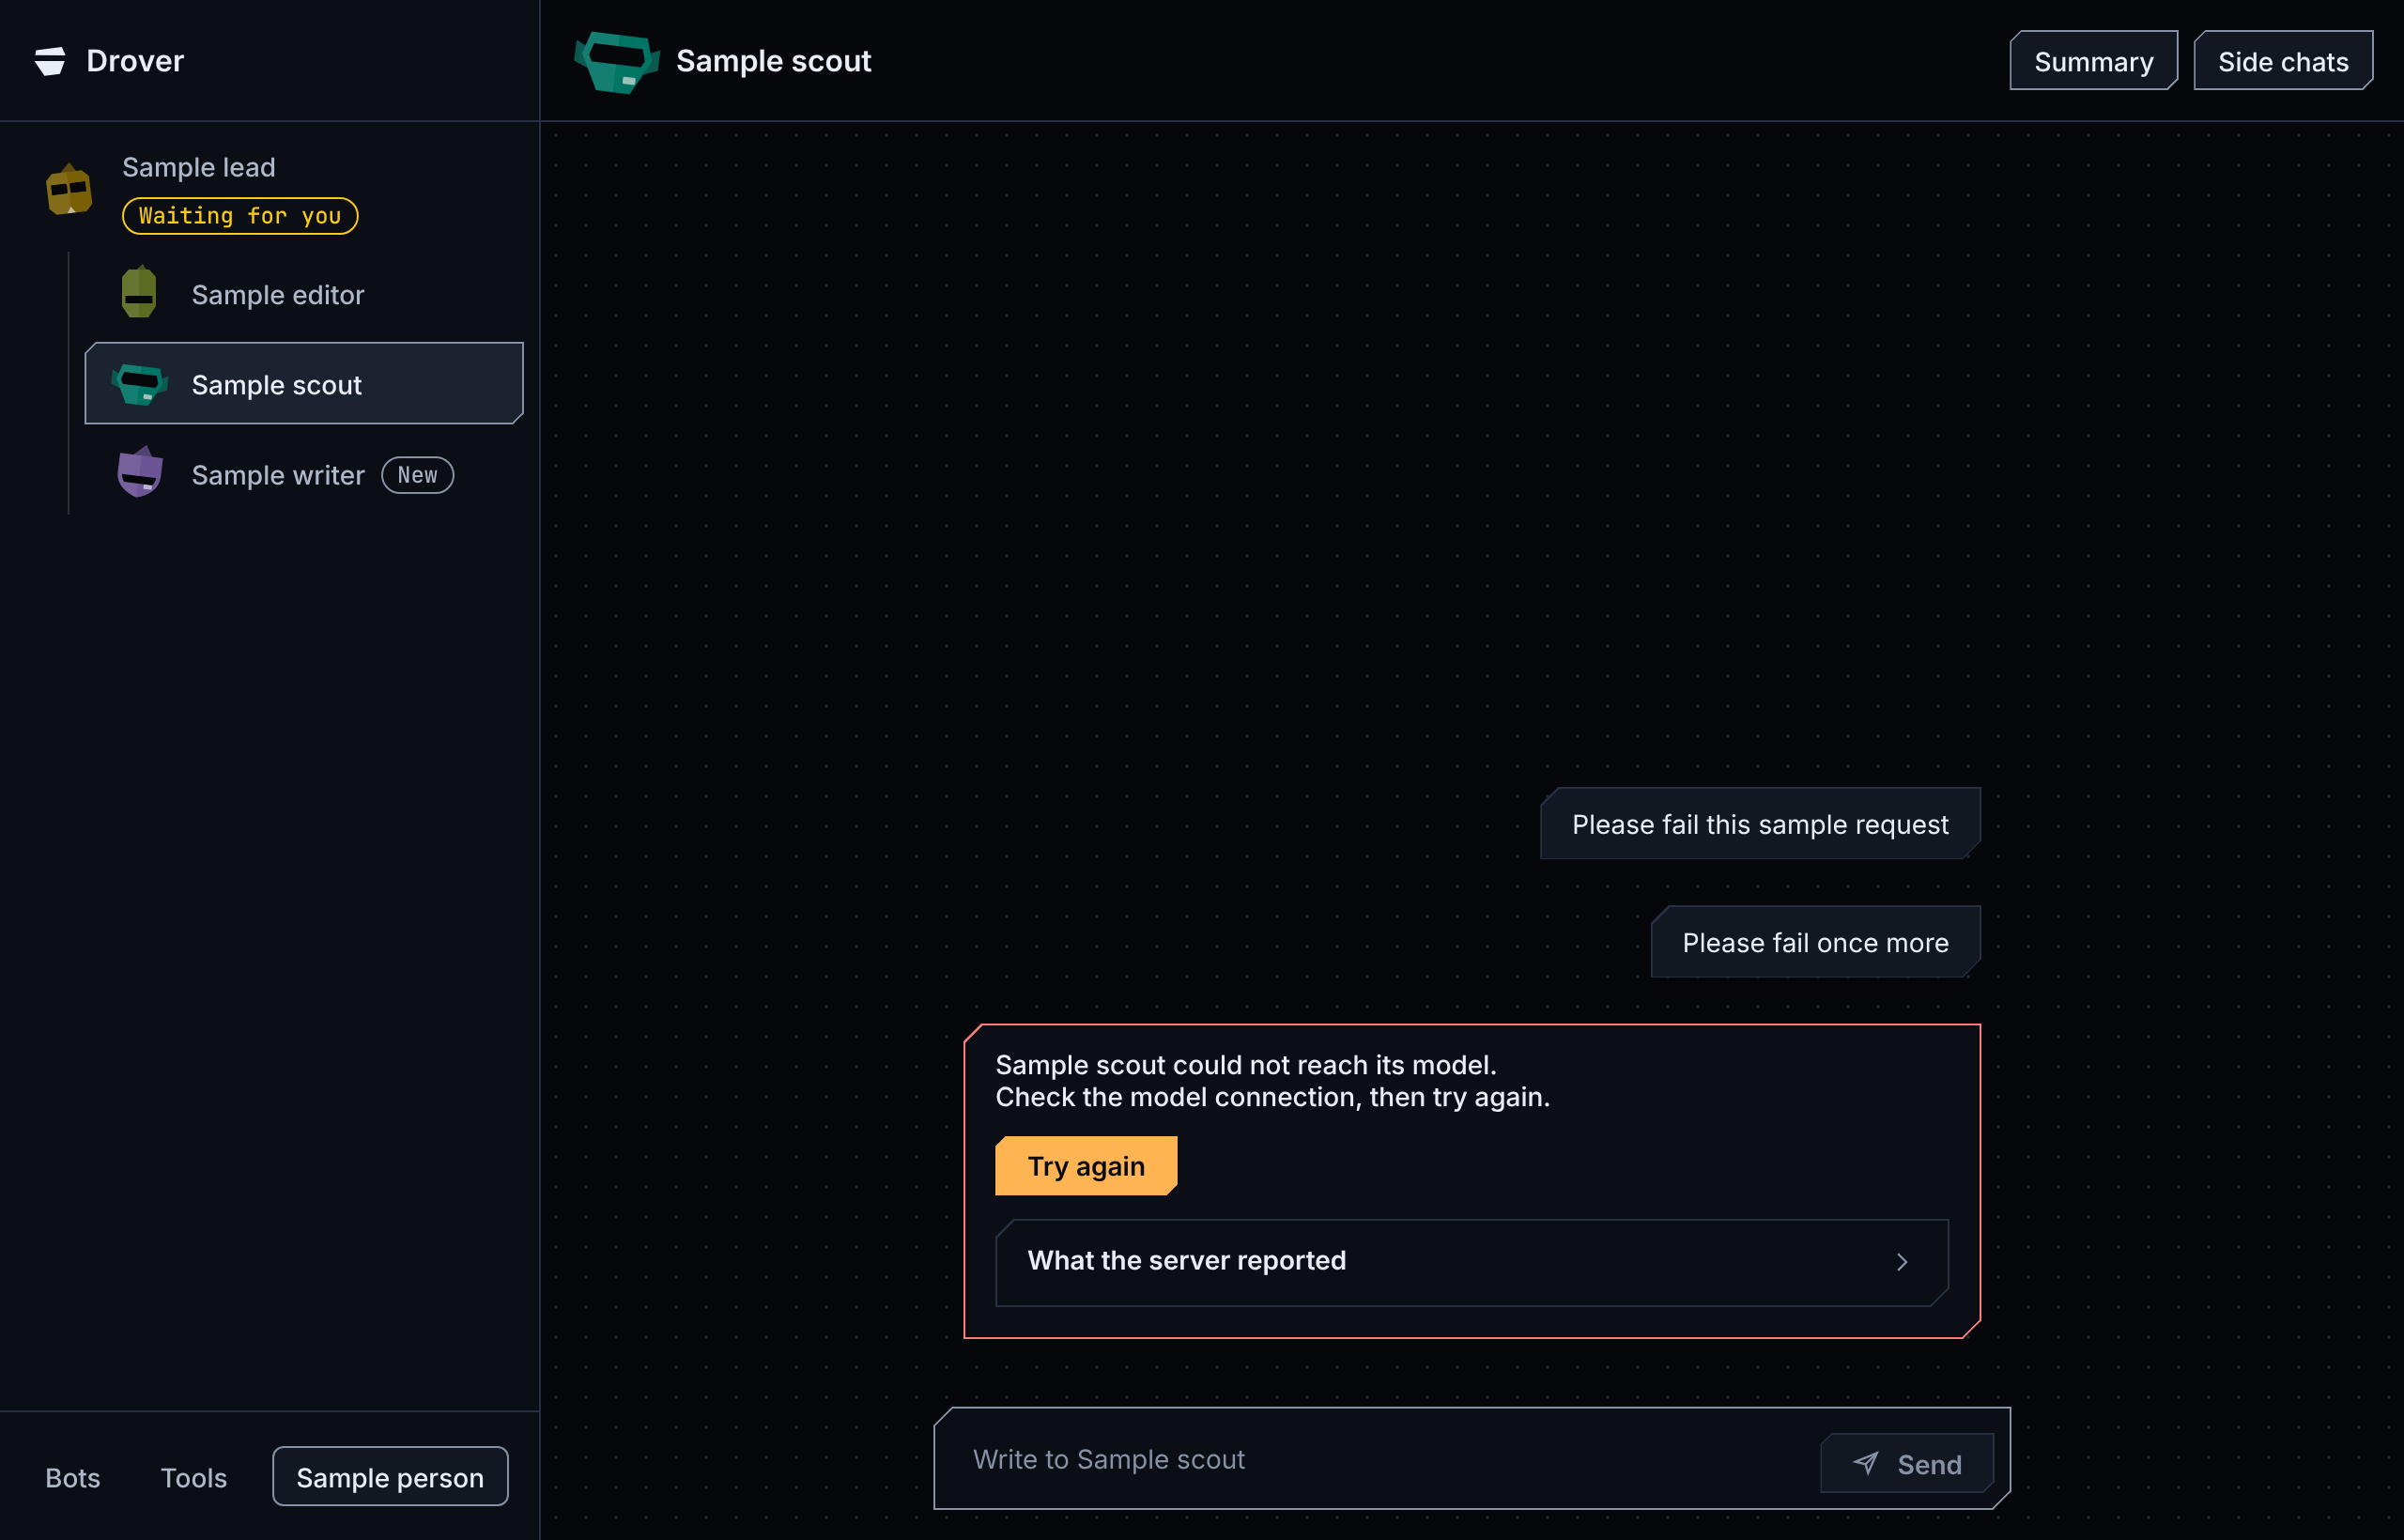 Drover
Sample lead
Waiting for you
Sample editor
Sample scout
Sample writer New
Bots Tools Sample person
Sample scout
Summary Side chats
Please fail this sample request
Please fail once more
Sample scout could not reach its model.
Check the model connection, then try again.
Try again
What the server reported
Write to Sample scout
Send